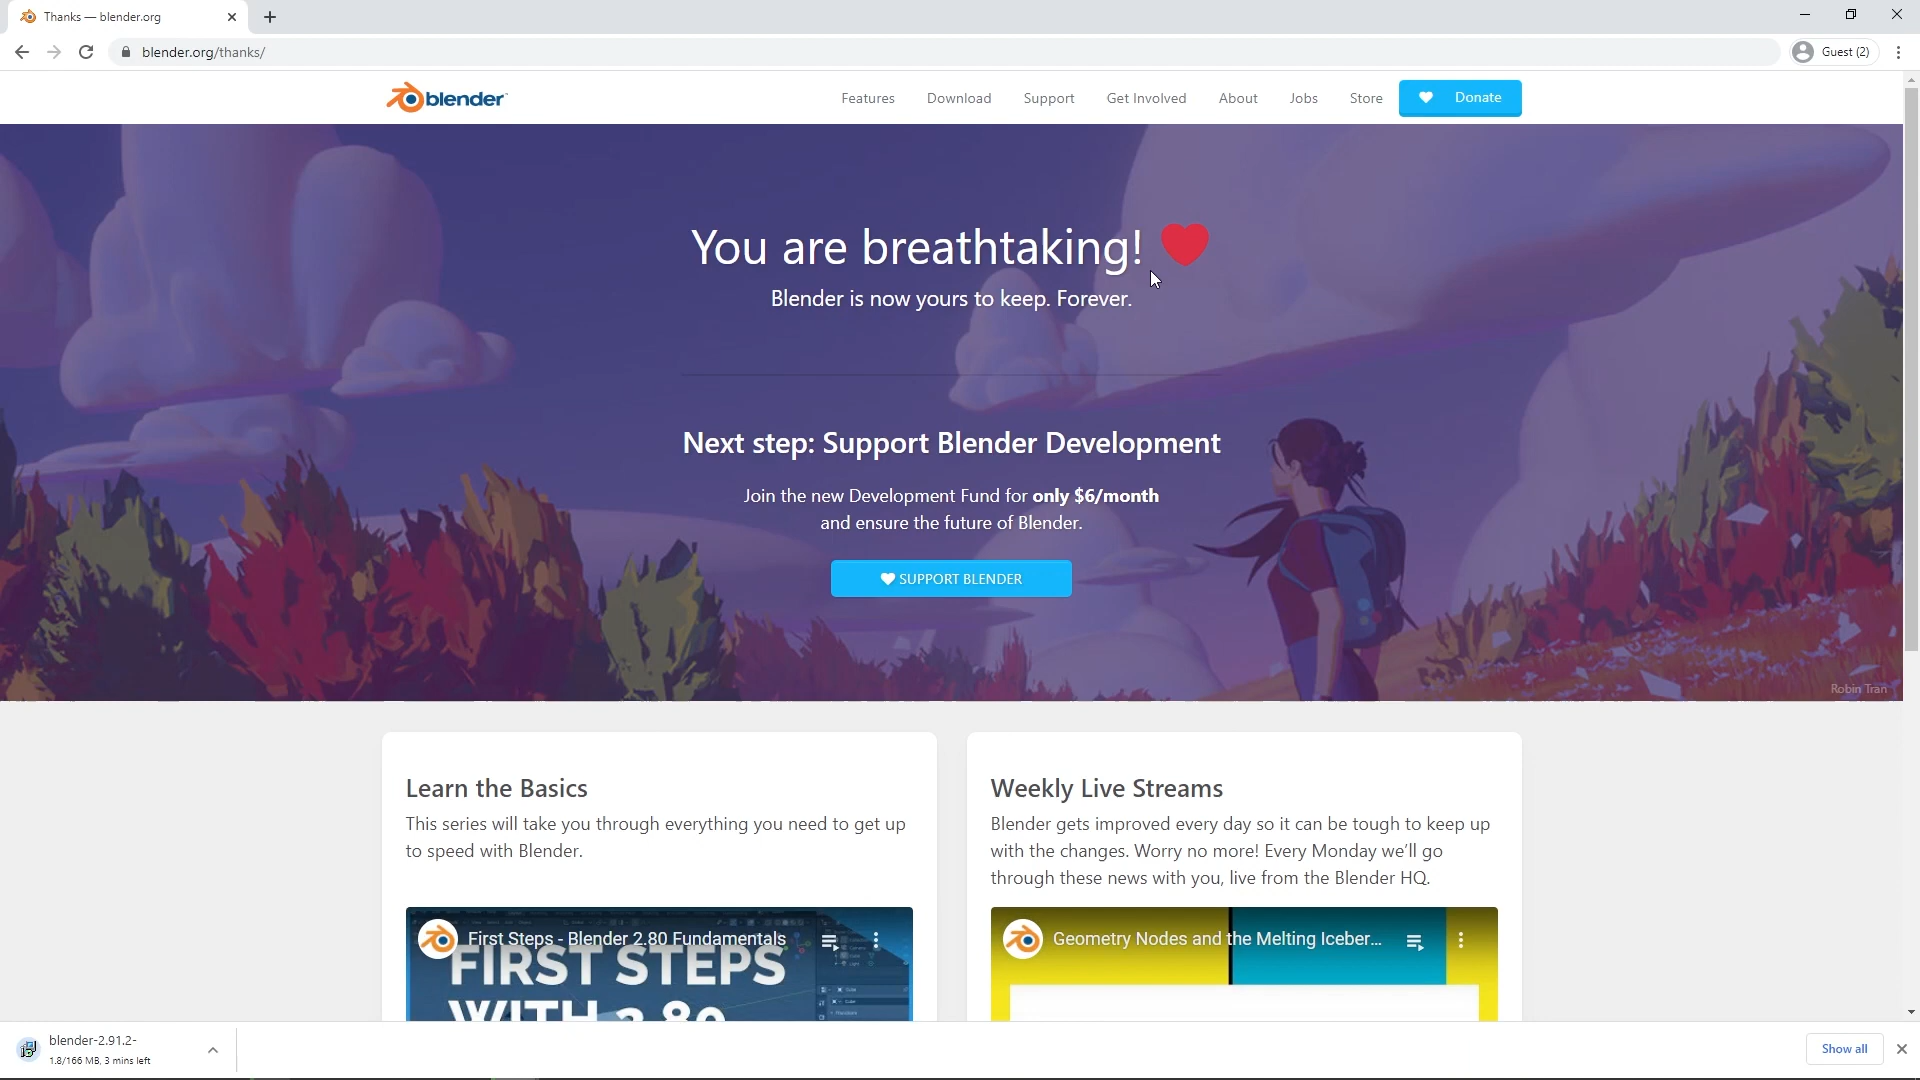 Thanks — blender.org
blender.org/thanks/
Guest (2)
blender
Features
Download
Support
Get Involved
About
Jobs
Store
Donate
You are breathtaking!
Blender is now yours to keep. Forever.
Next step: Support Blender Development
Join the new Development Fund for only $6/month
and ensure the future of Blender.
SUPPORT BLENDER
Robin Tran
Learn the Basics
This series will take you through everything you need to get up
to speed with Blender.
First Steps - Blender 2.80 Fundamentals
FIRST STEPS
WITH 2.80
Weekly Live Streams
Blender gets improved every day so it can be tough to keep up
with the changes. Worry no more! Every Monday we'll go
through these news with you, live from the Blender HQ.
Geometry Nodes and the Melting Iceber...
blender-2.91.2-
1.8/166 MB, 3 mins left
Show all